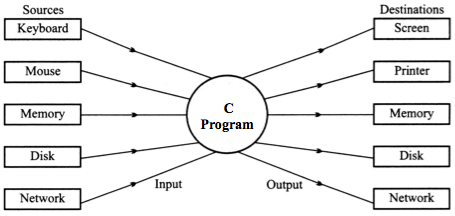 Sources
Destinations
Keyboard
Screen
Mouse
Printer
C
Program
Memory
Memory
Disk
Disk
Input
Output
Network
Network